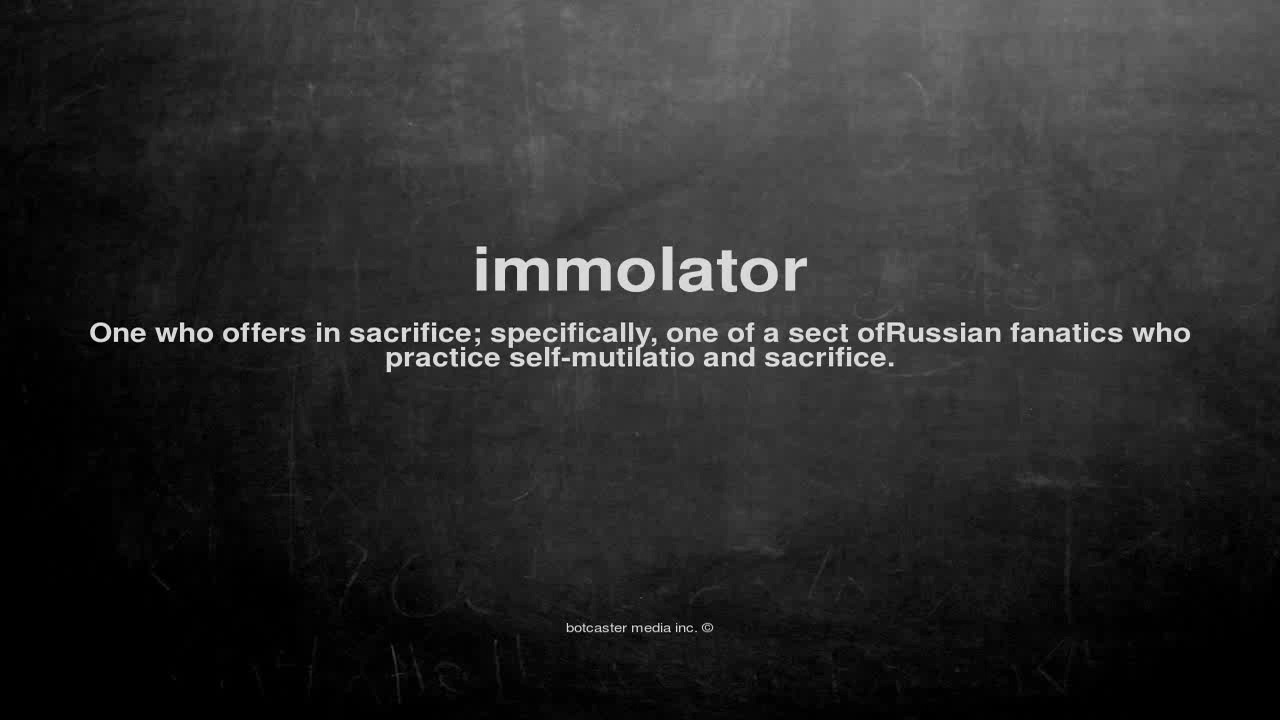 immolator
One who offers in sacrifice; specifically, one of a sect ofRussian fanatics who
practice self-mutilatio and sacrifice.
botcaster media inc. ©